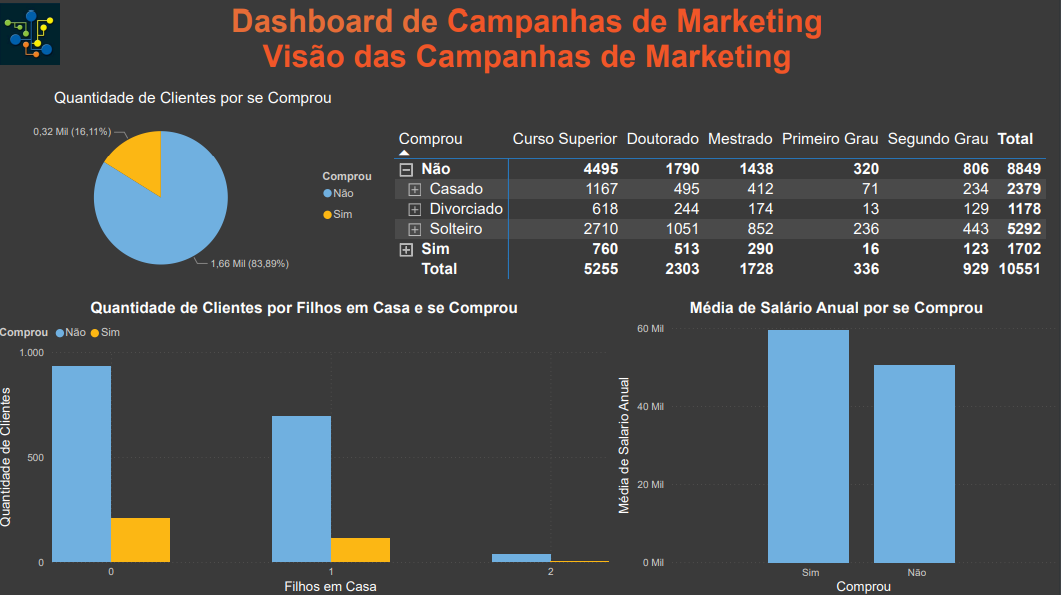 Dashboard de Campanhas de Marketing
Visão das Campanhas de Marketing
Quantidade de Clientes por se Comprou
0,32 Mil (16,11%)
1,66 Mil (83,89%)
Comprou
Não
Sim
Comprou Curso Superior Doutorado Mestrado Primeiro Grau Segundo Grau Total
Não 4495 1790 1438 320 806 8849
Casado 1167 495 412 71 234 2379
Divorciado 618 244 174 13 129 1178
Solteiro 2710 1051 852 236 443 5292
Sim 760 513 290 16 123 1702
Total 5255 2303 1728 336 929 10551
Quantidade de Clientes por Filhos em Casa e se Comprou
Comprou Não Sim
Quantidade de Clientes
1.000
500
0
0 1 2
Filhos em Casa
Média de Salário Anual por se Comprou
Média de Salario Anual
60 Mil
40 Mil
20 Mil
0 Mil
Sim Não
Comprou